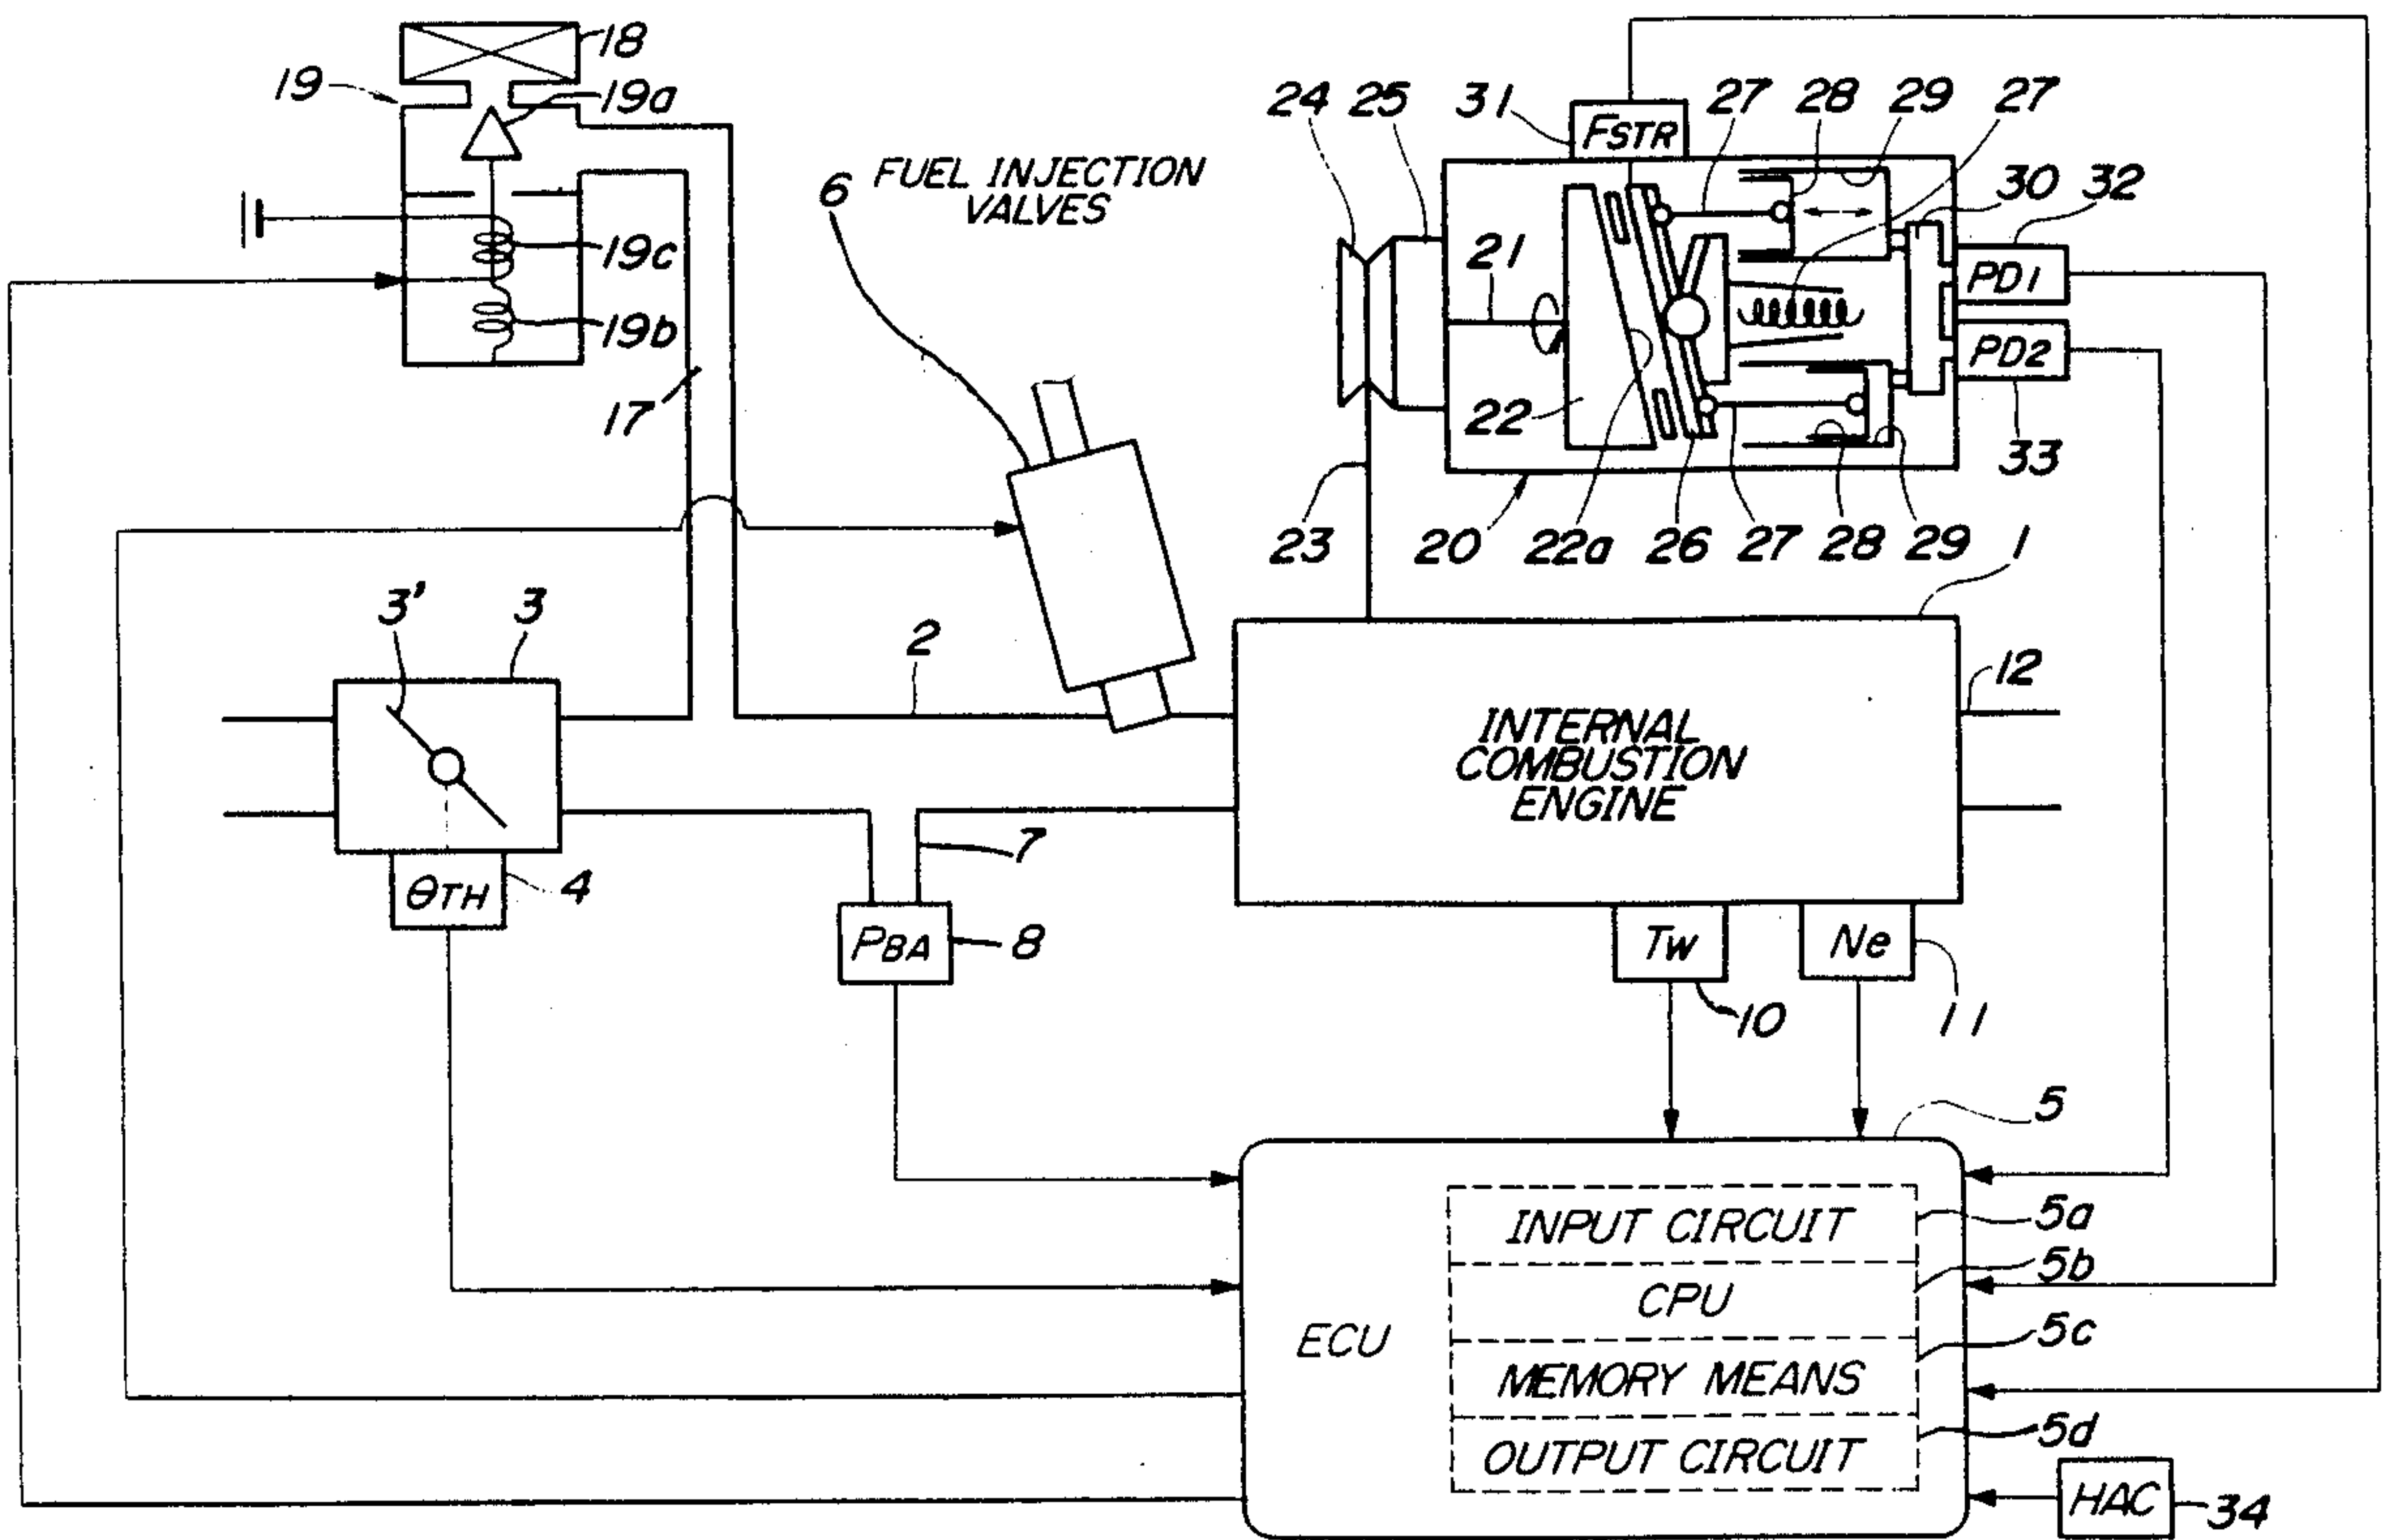 18
19
19a
24
25
31
FSTR
27
28
29
27
6
FUEL INJECTION
VALVES
30
32
19c
21
PD1
19b
PD2
17
22
33
23
20
22a
26
27
28
29
1
3'
3
2
12
INTERNAL
COMBUSTION
ENGINE
7
θTH
4
PBA
8
Tw
Ne
10
11
5
INPUT CIRCUIT
5a
5b
CPU
ECU
5c
MEMORY MEANS
5d
OUTPUT CIRCUIT
HAC
34